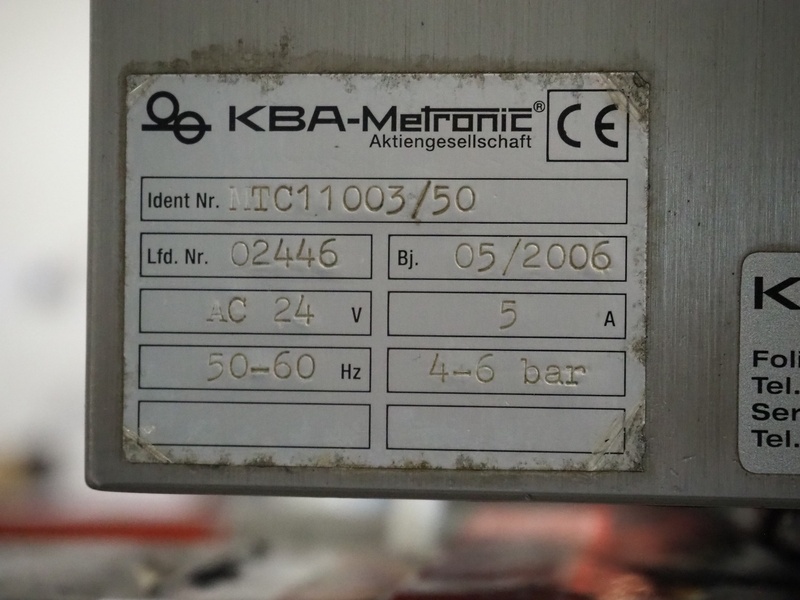 KBA-Metronic®
Aktiengesellschaft
CE
Ident Nr. MTC11003/50
Lfd. Nr. 02446 Bj. 05/2006
AC 24 V 5 A
50-60 Hz 4-6 bar
K
Foli
Tel.
Ser
Tel.